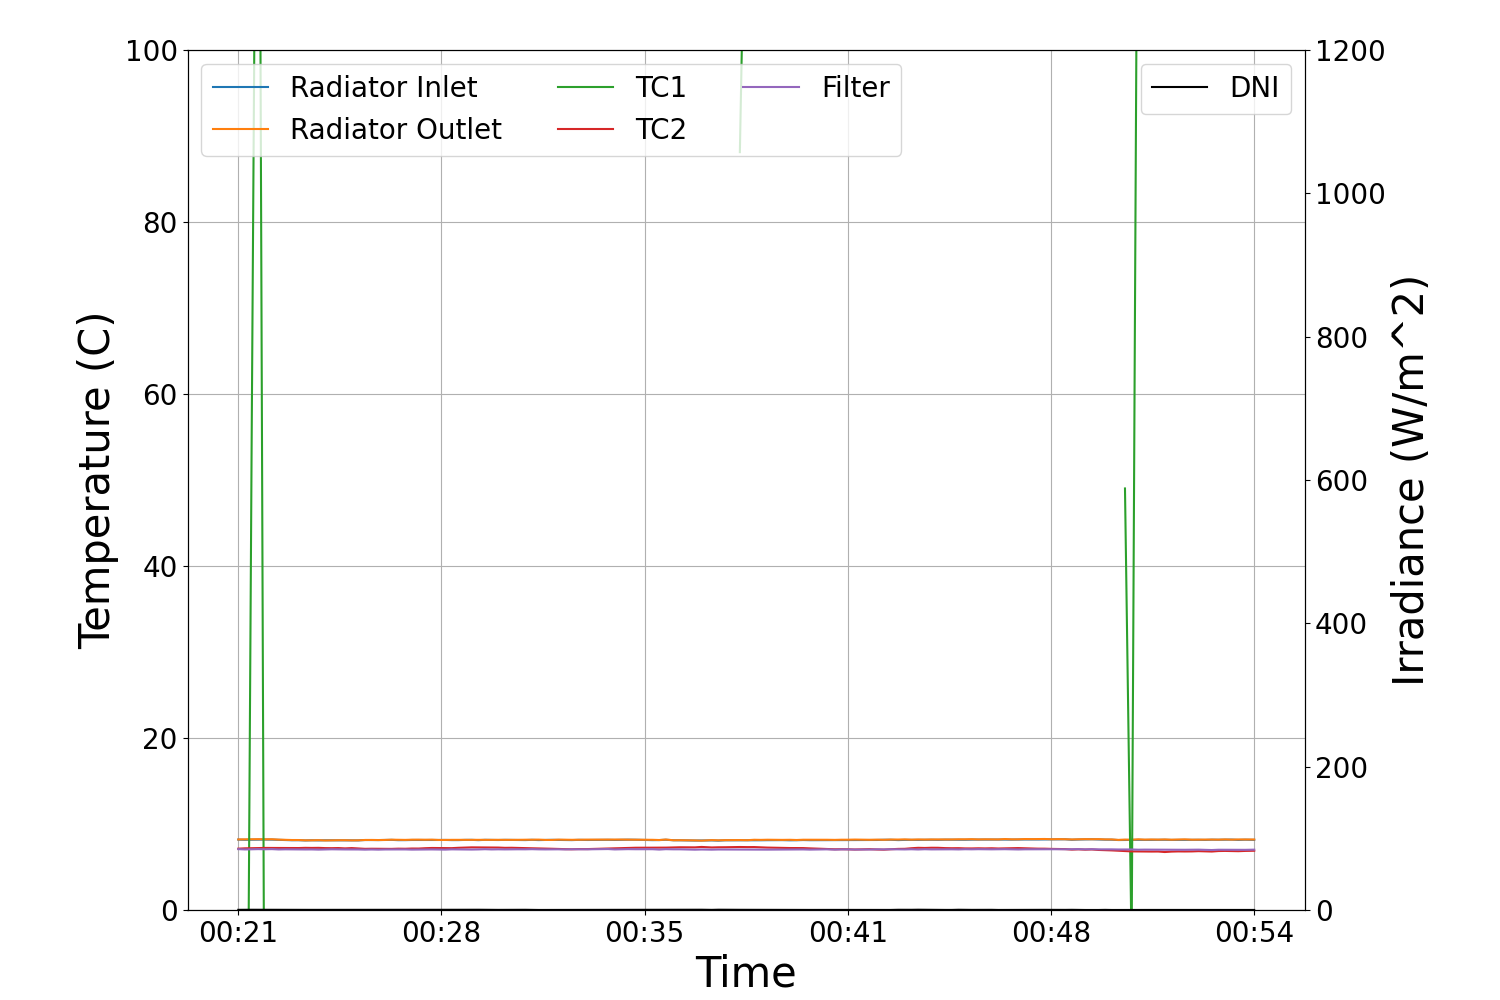 100
80
60
40
20
0
Temperature (C)
Radiator Inlet
Radiator Outlet
TC1
TC2
Filter
DNI
1200
1000
800
600
400
200
0
Irradiance (W/m^2)
00:21 00:28 00:35 00:41 00:48 00:54
Time